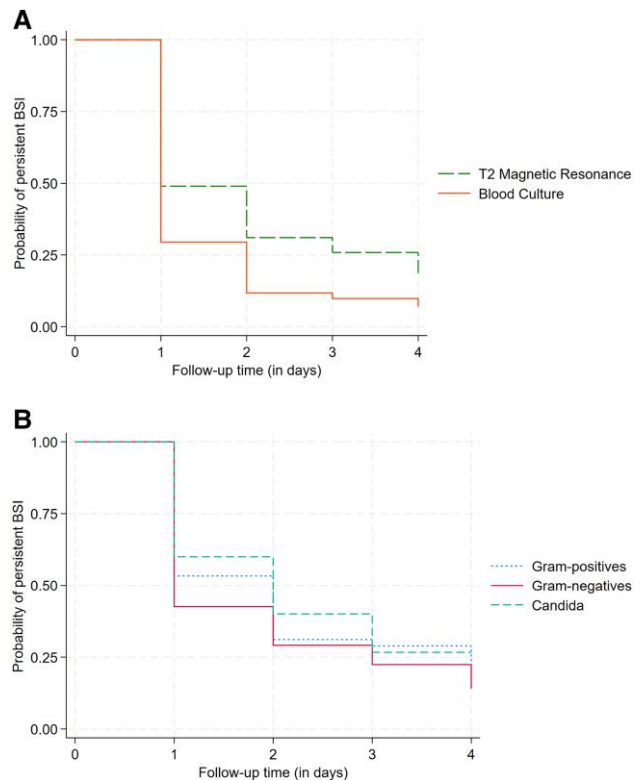 A
1.00
0.75
0.50
0.25
0.00
Probability of persistent BSI
0 1 2 3 4
Follow-up time (in days)
T2 Magnetic Resonance
Blood Culture
B
1.00
0.75
0.50
0.25
0.00
Probability of persistent BSI
0 1 2 3 4
Follow-up time (in days)
Gram-positives
Gram-negatives
Candida